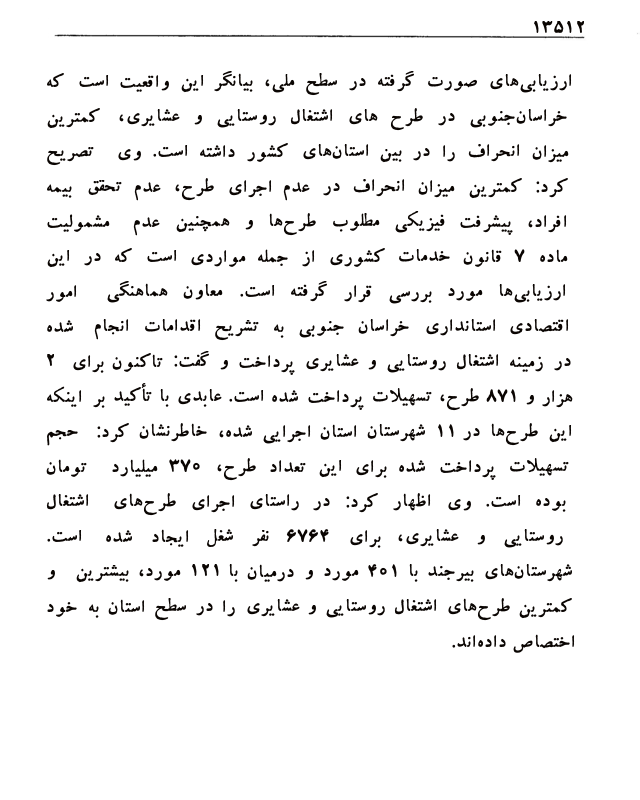 ۱۳۵۱۲
ارزیابی‌های صورت گرفته در سطح ملی، بیانگر این واقعیت است که
خراسان‌جنوبی در طرح های اشتغال روستایی و عشایری، کمترین
میزان انحراف را در بین استان‌های کشور داشته است. وی تصریح
کرد: کمترین میزان انحراف در عدم اجرای طرح، عدم تحقق بیمه
افراد، پیشرفت فیزیکی مطلوب طرح‌ها و همچنین عدم مشمولیت
ماده ۷ قانون خدمات کشوری از جمله مواردی است که در این
ارزیابی‌ها مورد بررسی قرار گرفته است. معاون هماهنگی امور
اقتصادی استانداری خراسان جنوبی به تشریح اقدامات انجام شده
در زمینه اشتغال روستایی و عشایری پرداخت و گفت: تاکنون برای ۲
هزار و ۸۷۱ طرح، تسهیلات پرداخت شده است. عابدی با تأکید بر اینکه
این طرح‌ها در ۱۱ شهرستان استان اجرایی شده، خاطرنشان کرد: حجم
تسهیلات پرداخت شده برای این تعداد طرح، ۳۷۰ میلیارد تومان
بوده است. وی اظهار کرد: در راستای اجرای طرح‌های اشتغال
روستایی و عشایری، برای ۶۷۶۴ نفر شغل ایجاد شده است.
شهرستان‌های بیرجند با ۴۰۱ مورد و درمیان با ۱۲۱ مورد، بیشترین و
کمترین طرح‌های اشتغال روستایی و عشایری را در سطح استان به خود
اختصاص داده‌اند.